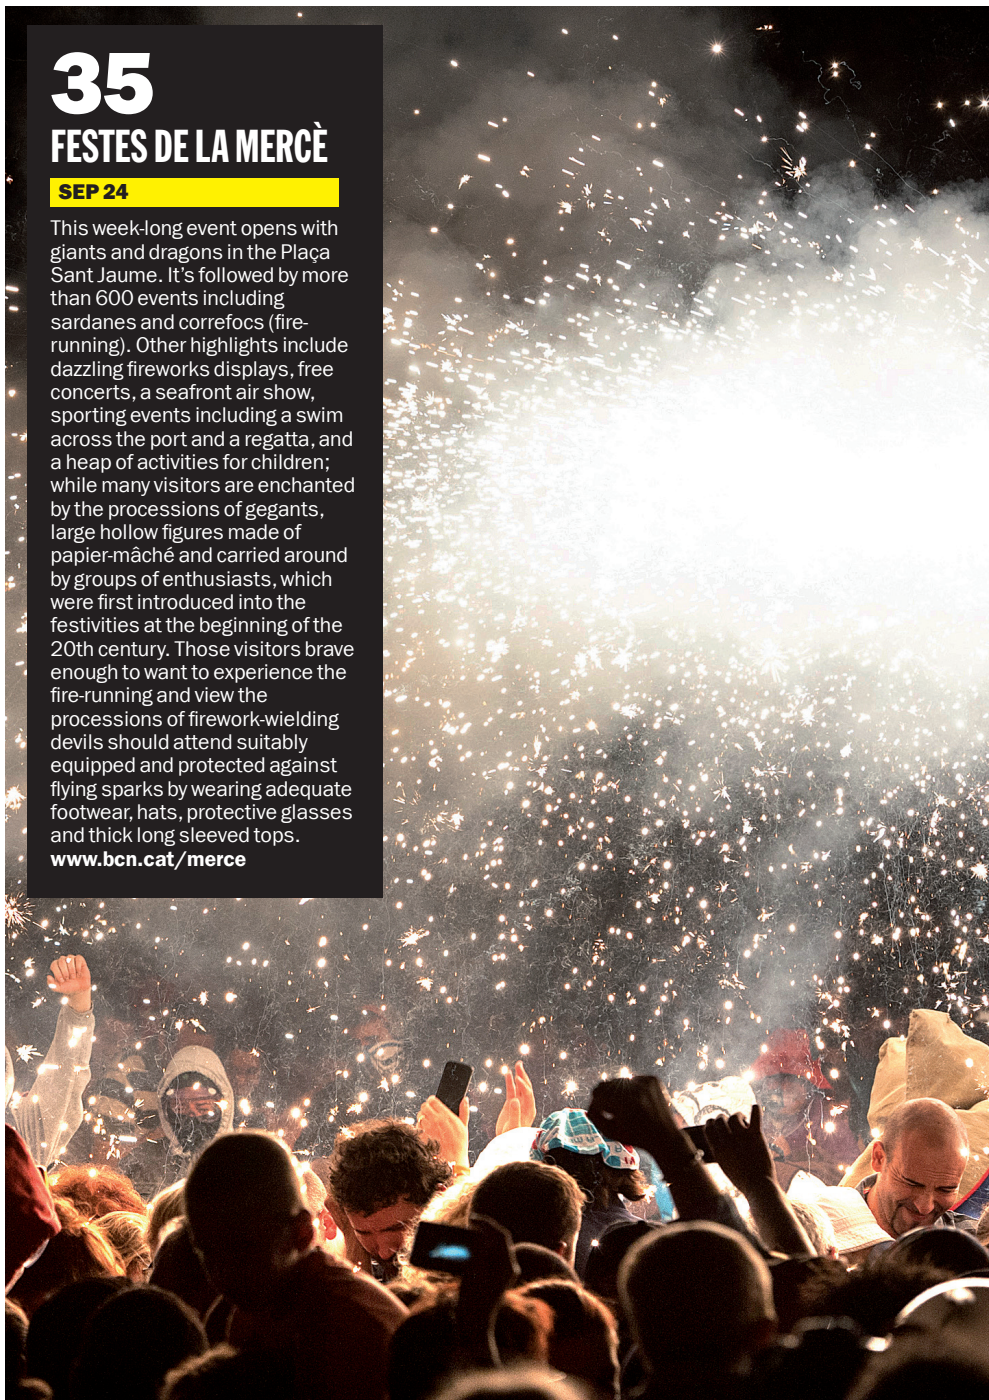 35
FESTES DE LA MERCÈ
SEP 24
This week-long event opens with
giants and dragons in the Plaça
Sant Jaume. It's followed by more
than 600 events including
sardanes and correfocs (fire-
running). Other highlights include
dazzling fireworks displays, free
concerts, a seafront air show,
sporting events including a swim
across the port and a regatta, and
a heap of activities for children;
while many visitors are enchanted
by the processions of gegants,
large hollow figures made of
papier-mâché and carried around
by groups of enthusiasts, which
were first introduced into the
festivities at the beginning of the
20th century. Those visitors brave
enough to want to experience the
fire-running and view the
processions of firework-wielding
devils should attend suitably
equipped and protected against
flying sparks by wearing adequate
footwear, hats, protective glasses
and thick long sleeved tops.
www.bcn.cat/merce